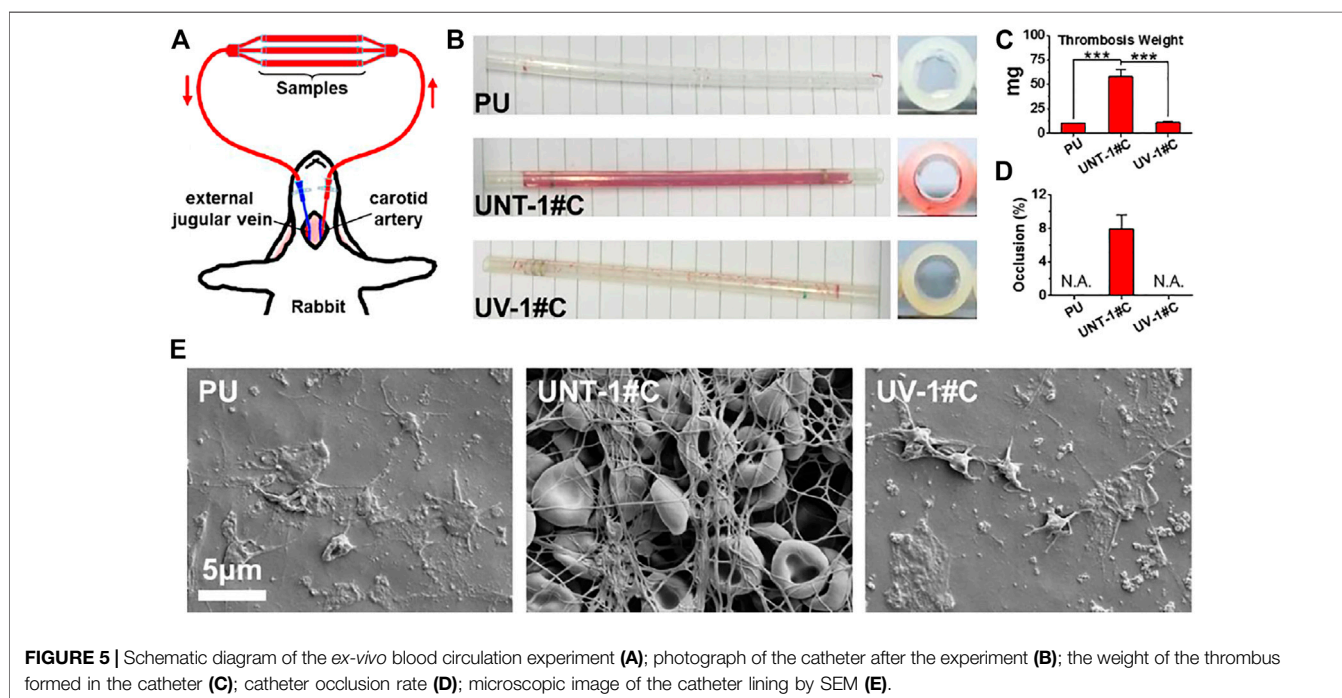 A
Samples
external
jugular vein
carotid
artery
Rabbit
B
PU
UNT-1#C
UV-1#C
C
Thrombosis Weight
*** ***
mg
100
75
50
25
0
PU
UNT-1#C
UV-1#C
D
Occlusion (%)
12
8
4
0
N.A.
N.A.
PU
UNT-1#C
UV-1#C
E
PU
UNT-1#C
UV-1#C
5μm
FIGURE 5 | Schematic diagram of the ex-vivo blood circulation experiment (A); photograph of the catheter after the experiment (B); the weight of the thrombus
formed in the catheter (C); catheter occlusion rate (D); microscopic image of the catheter lining by SEM (E).